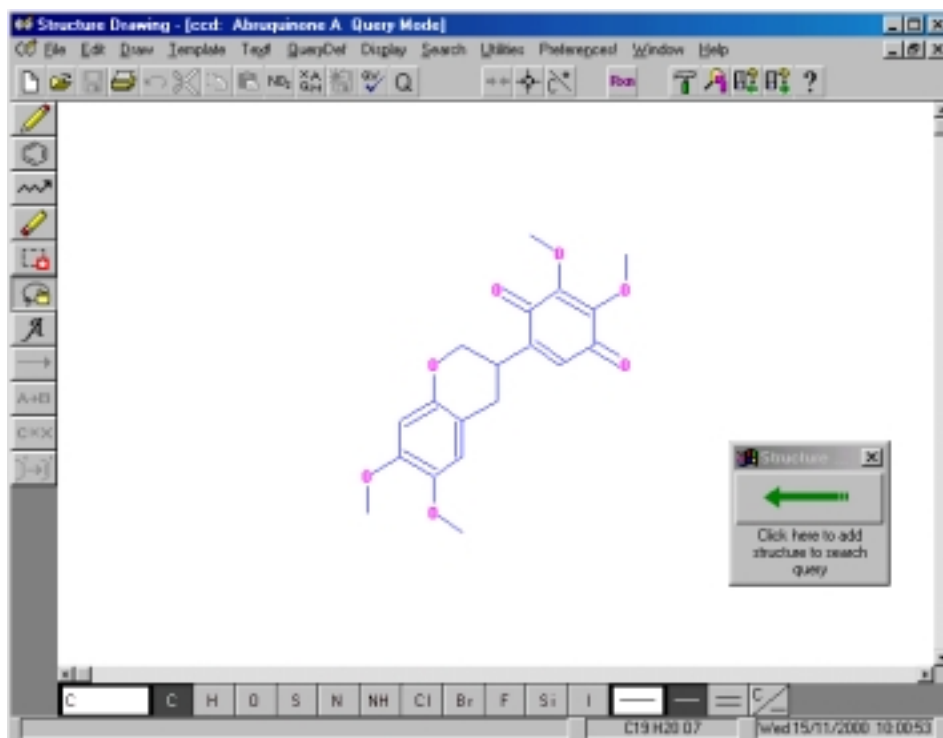 Structure Drawing - [ccd: Abruquinone A Query Mode]
File Edit Draw Template Text QueryDef Display Search Utilities Preferences! Window Help
Q Rxn ?
O
O
O O
O
O
O
A
A+B
Structure
Click here to add
structure to search
query
C C H O S N NH Cl Br F Si I C
C19 H20 O7 Wed 15/11/2000 10:00:53